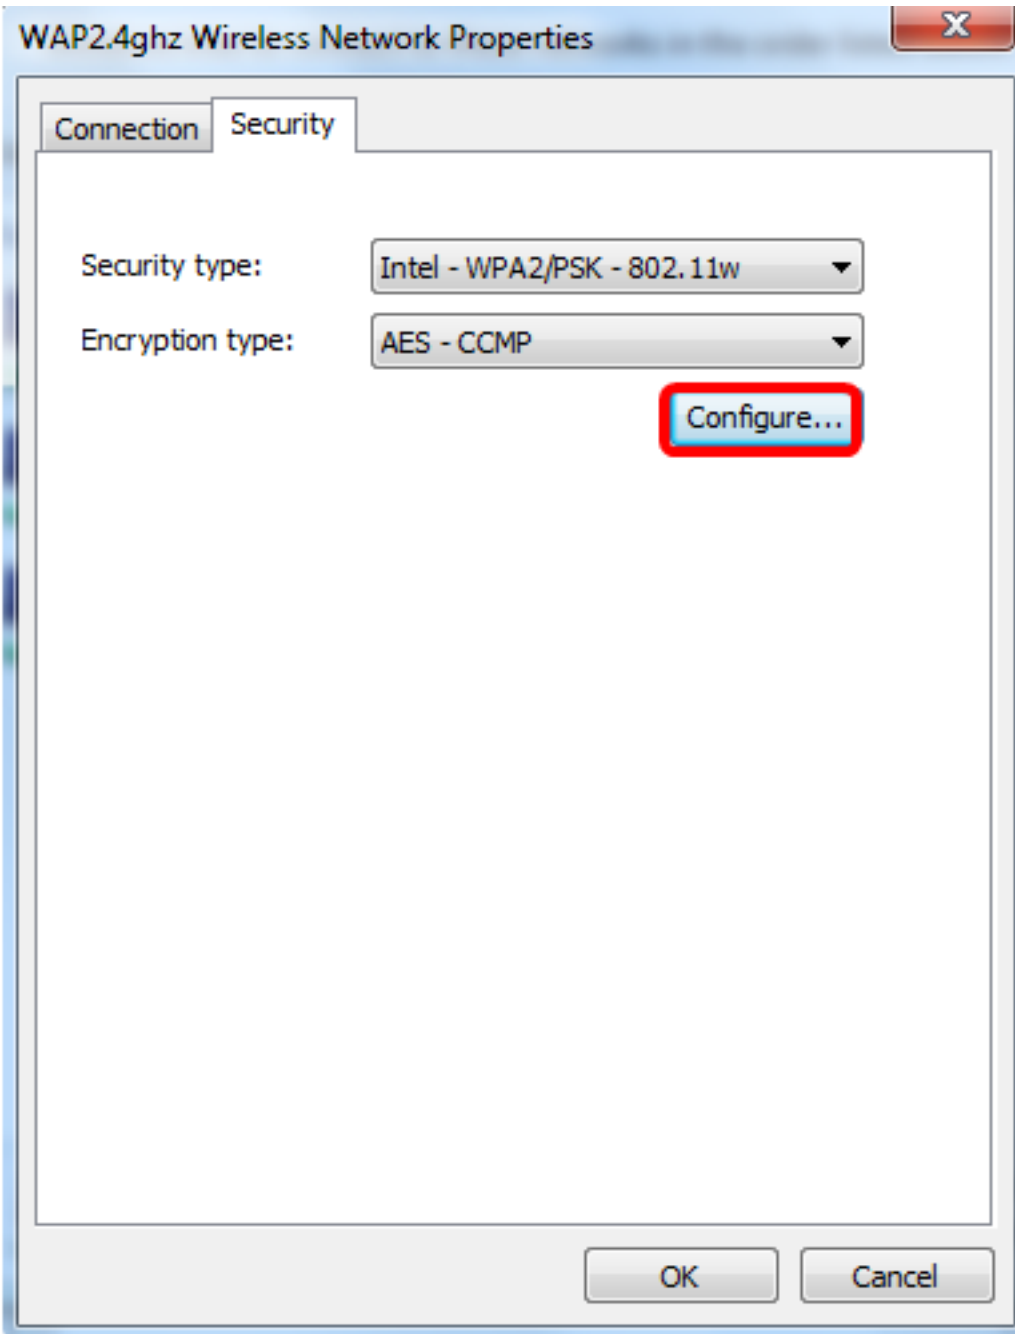 WAP2.4ghz Wireless Network Properties
Connection
Security
Security type:
Intel - WPA2/PSK - 802.11w
Encryption type:
AES - CCMP
Configure...
OK
Cancel